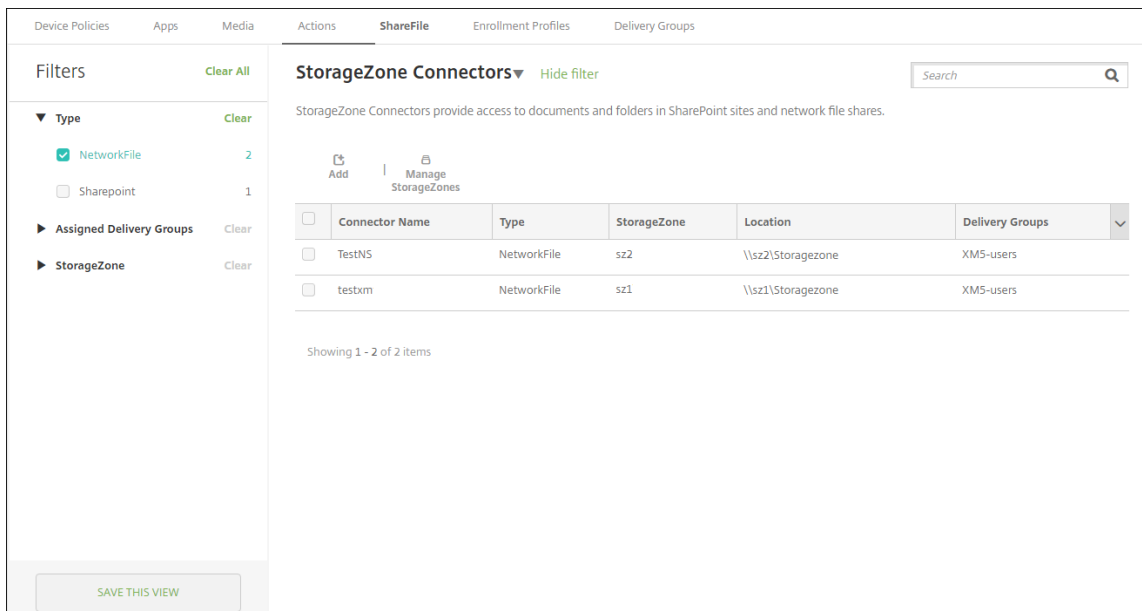 Device Policies Apps Media Actions ShareFile Enrollment Profiles Delivery Groups
Filters Clear All
Type Clear
NetworkFile 2
Sharepoint 1
Assigned Delivery Groups Clear
StorageZone Clear
SAVE THIS VIEW
StorageZone Connectors Hide filter
Search
StorageZone Connectors provide access to documents and folders in SharePoint sites and network file shares.
Add | Manage
StorageZones
Connector Name Type StorageZone Location Delivery Groups
TestNS NetworkFile sz2 \\sz2\Storagezone XM5-users
testxm NetworkFile sz1 \\sz1\Storagezone XM5-users
Showing 1 - 2 of 2 items